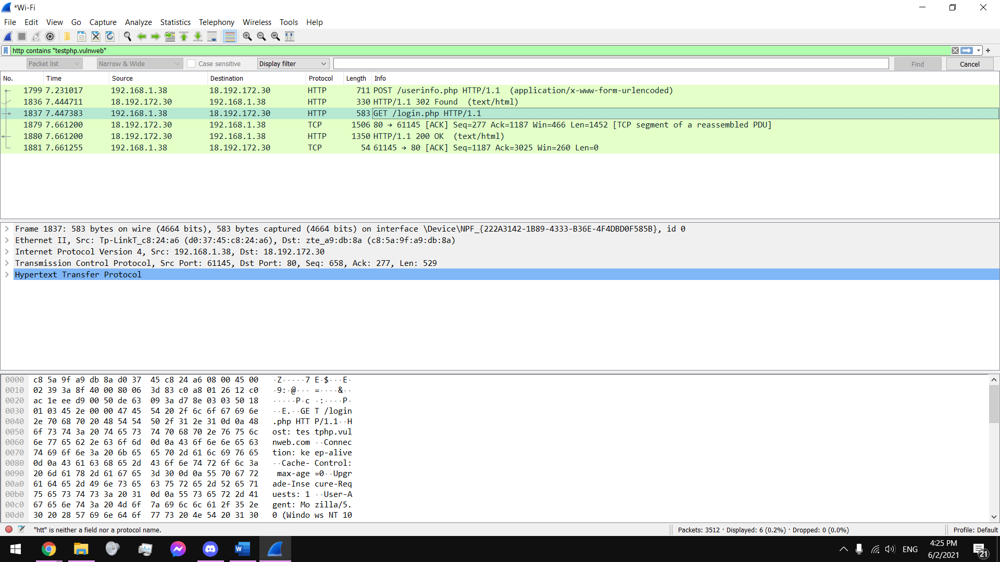 *Wi-Fi
File Edit View Go Capture Analyze Statistics Telephony Wireless Tools Help
http contains "testphp.vulnweb"
Packet list Narrow & Wide Case sensitive Display filter Find Cancel
No. Time Source Destination Protocol Length Info
1799 7.231017 192.168.1.38 18.192.172.30 HTTP 711 POST /userinfo.php HTTP/1.1  (application/x-www-form-urlencoded)
1836 7.444711 18.192.172.30 192.168.1.38 HTTP 330 HTTP/1.1 302 Found  (text/html)
1837 7.447383 192.168.1.38 18.192.172.30 HTTP 583 GET /login.php HTTP/1.1
1879 7.661200 18.192.172.30 192.168.1.38 TCP 1506 80 → 61145 [ACK] Seq=277 Ack=1187 Win=466 Len=1452 [TCP segment of a reassembled PDU]
1880 7.661200 18.192.172.30 192.168.1.38 HTTP 1350 HTTP/1.1 200 OK  (text/html)
1881 7.661255 192.168.1.38 18.192.172.30 TCP 54 61145 → 80 [ACK] Seq=1187 Ack=3025 Win=260 Len=0
Frame 1837: 583 bytes on wire (4664 bits), 583 bytes captured (4664 bits) on interface \Device\NPF_{222A3142-1B89-4333-B36E-4F4DBD0F585B}, id 0
Ethernet II, Src: Tp-LinkT_c8:24:a6 (d0:37:45:c8:24:a6), Dst: zte_a9:db:8a (c8:5a:9f:a9:db:8a)
Internet Protocol Version 4, Src: 192.168.1.38, Dst: 18.192.172.30
Transmission Control Protocol, Src Port: 61145, Dst Port: 80, Seq: 658, Ack: 277, Len: 529
Hypertext Transfer Protocol
0000 c8 5a 9f a9 db 8a d0 37 45 c8 24 a6 08 00 45 00 ·Z·····7 E·$···E·
0010 02 39 3a 8f 40 00 80 06 3d 83 c0 a8 01 26 12 c0 ·9:·@··· =····&··
0020 ac 1e ee d9 00 50 de 63 09 3a d7 8e 03 03 50 18 ·····P·c ·:····P·
0030 01 03 45 2e 00 00 47 45 54 20 2f 6c 6f 67 69 6e ··E.··GE T /login
0040 2e 70 68 70 20 48 54 54 50 2f 31 2e 31 0d 0a 48 .php HTT P/1.1··H
0050 6f 73 74 3a 20 74 65 73 74 70 68 70 2e 76 75 6c ost: tes tphp.vul
0060 6e 77 65 62 2e 63 6f 6d 0d 0a 43 6f 6e 6e 65 63 nweb.com ··Connec
0070 74 69 6f 6e 3a 20 6b 65 65 70 2d 61 6c 69 76 65 tion: ke ep-alive
0080 0d 0a 43 61 63 68 65 2d 43 6f 6e 74 72 6f 6c 3a ··Cache- Control:
0090 20 6d 61 78 2d 61 67 65 3d 30 0d 0a 55 70 67 72  max-age =0··Upgr
00a0 61 64 65 2d 49 6e 73 65 63 75 72 65 2d 52 65 71 ade-Inse cure-Req
00b0 75 65 73 74 73 3a 20 31 0d 0a 55 73 65 72 2d 41 uests: 1 ··User-A
00c0 67 65 6e 74 3a 20 4d 6f 7a 69 6c 6c 61 2f 35 2e gent: Mo zilla/5.
00d0 30 20 28 57 69 6e 64 6f 77 73 20 4e 54 20 31 30 0 (Windo ws NT 10
"htt" is neither a field nor a protocol name. Packets: 3512 · Displayed: 6 (0.2%) · Dropped: 0 (0.0%) Profile: Default
ENG 4:25 PM
6/2/2021 21